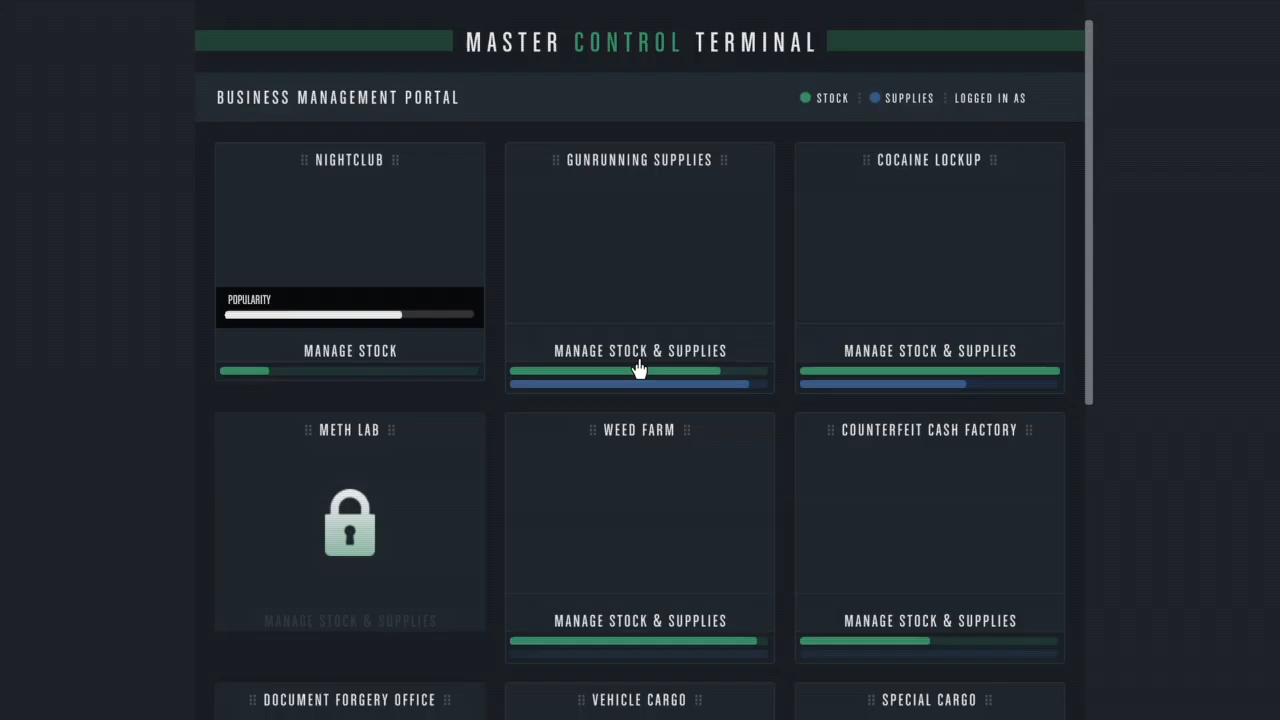 MASTER CONTROL TERMINAL
BUSINESS MANAGEMENT PORTAL
STOCK
SUPPLIES
LOGGED IN AS
NIGHTCLUB
GUNRUNNING SUPPLIES
COCAINE LOCKUP
POPULARITY
MANAGE STOCK
MANAGE STOCK & SUPPLIES
MANAGE STOCK & SUPPLIES
METH LAB
WEED FARM
COUNTERFEIT CASH FACTORY
MANAGE STOCK & SUPPLIES
MANAGE STOCK & SUPPLIES
MANAGE STOCK & SUPPLIES
DOCUMENT FORGERY OFFICE
VEHICLE CARGO
SPECIAL CARGO